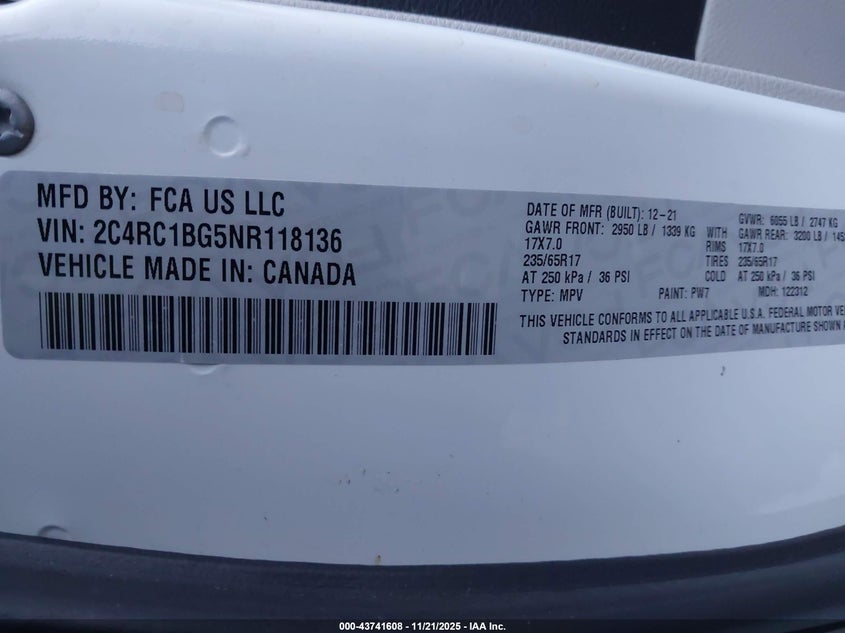 MFD BY: FCA US LLC
VIN: 2C4RC1BG5NR118136
VEHICLE MADE IN: CANADA
DATE OF MFR (BUILT): 12-21 GVWR: 6055 LB / 2747 KG
GAWR FRONT: 2950 LB / 1339 KG WITH GAWR REAR: 3200 LB /
17X7.0 RIMS 17X7.0
235/65R17 TIRES 235/65R17
AT 250 kPa / 36 PSI COLD AT 250 kPa / 36 PSI
TYPE: MPV PAINT: PW7 MDH: 122312
THIS VEHICLE CONFORMS TO ALL APPLICABLE U.S.A. FEDERAL MOTOR
STANDARDS IN EFFECT ON THE DATE OF MANUFACTURE SHOWN
000-43741608 - 11/21/2025 - IAA Inc.